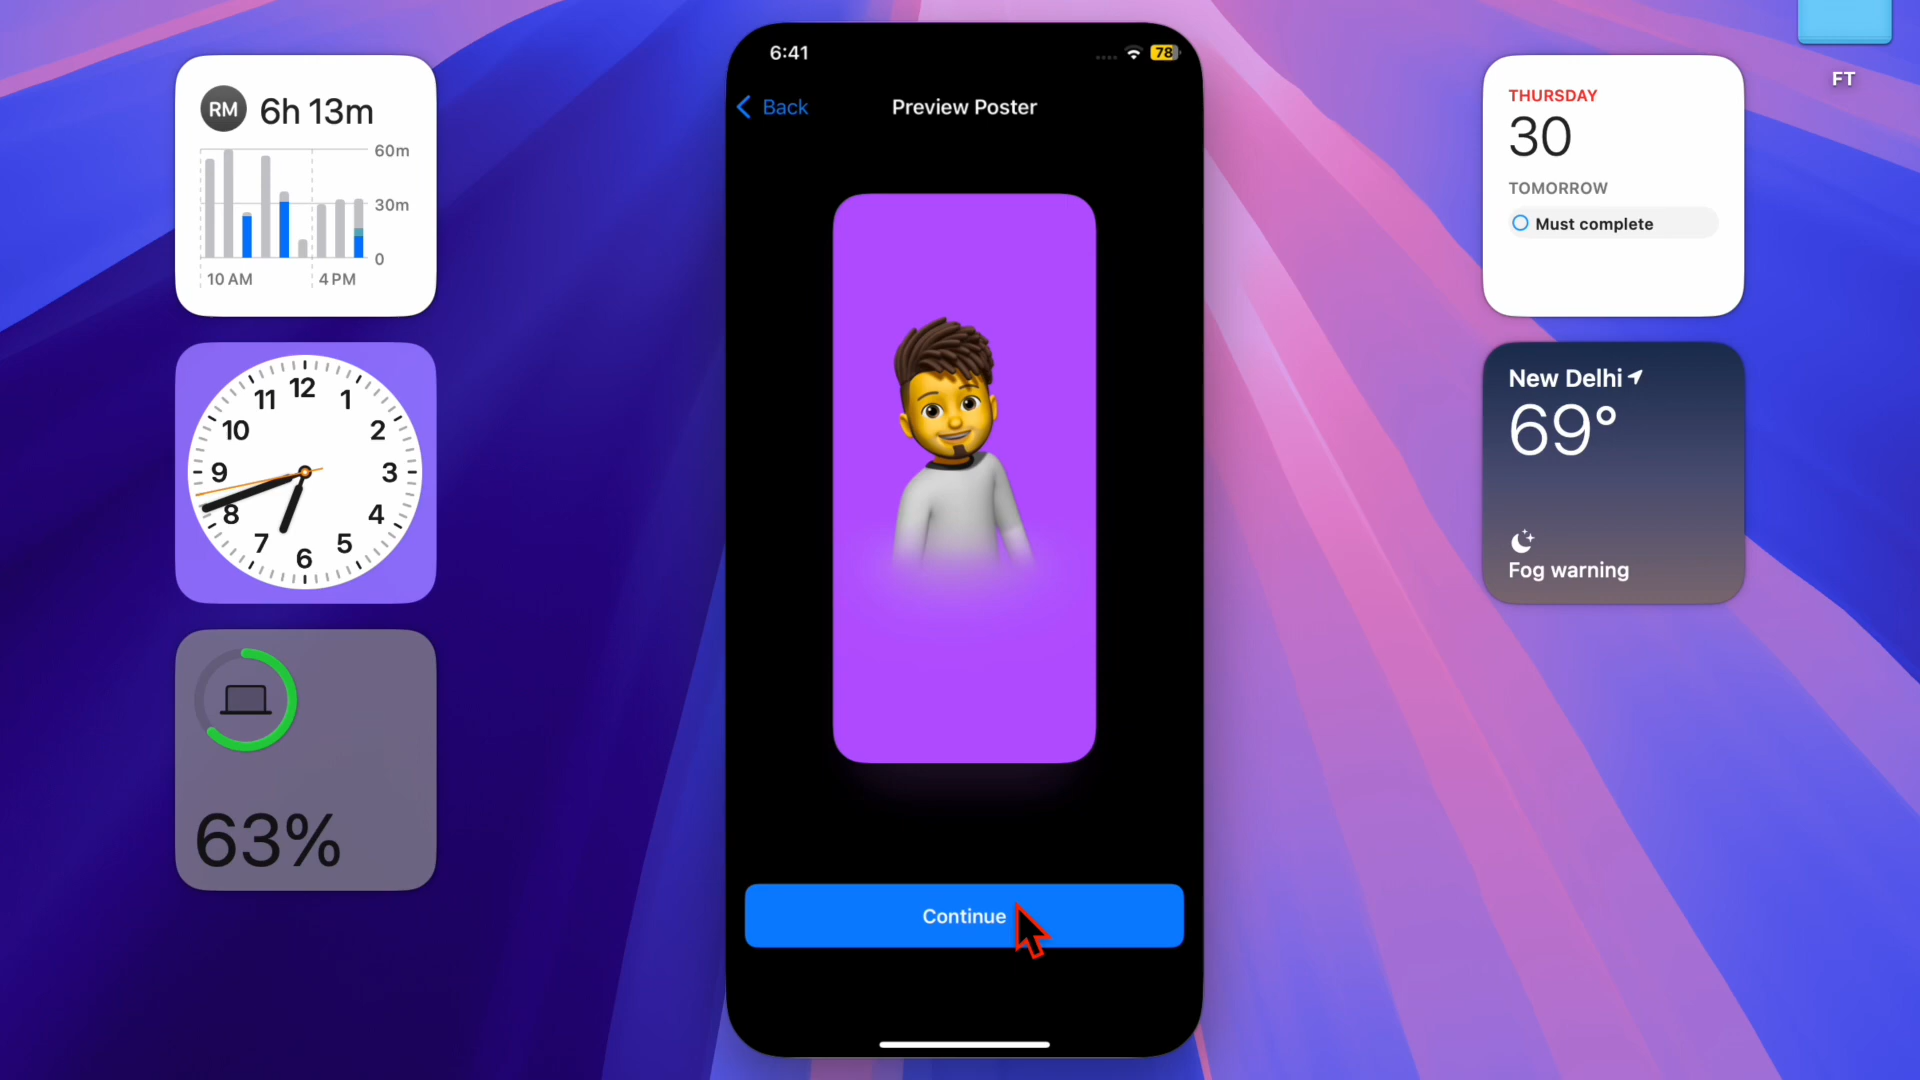 RM 6h 13m
60m
30m
0
10 AM 4 PM
12
11 1
10 2
9 3
8 4
7 5
6
63%
6:41 78
Back Preview Poster
Continue
THURSDAY
30
TOMORROW
Must complete
New Delhi
69°
Fog warning
FT